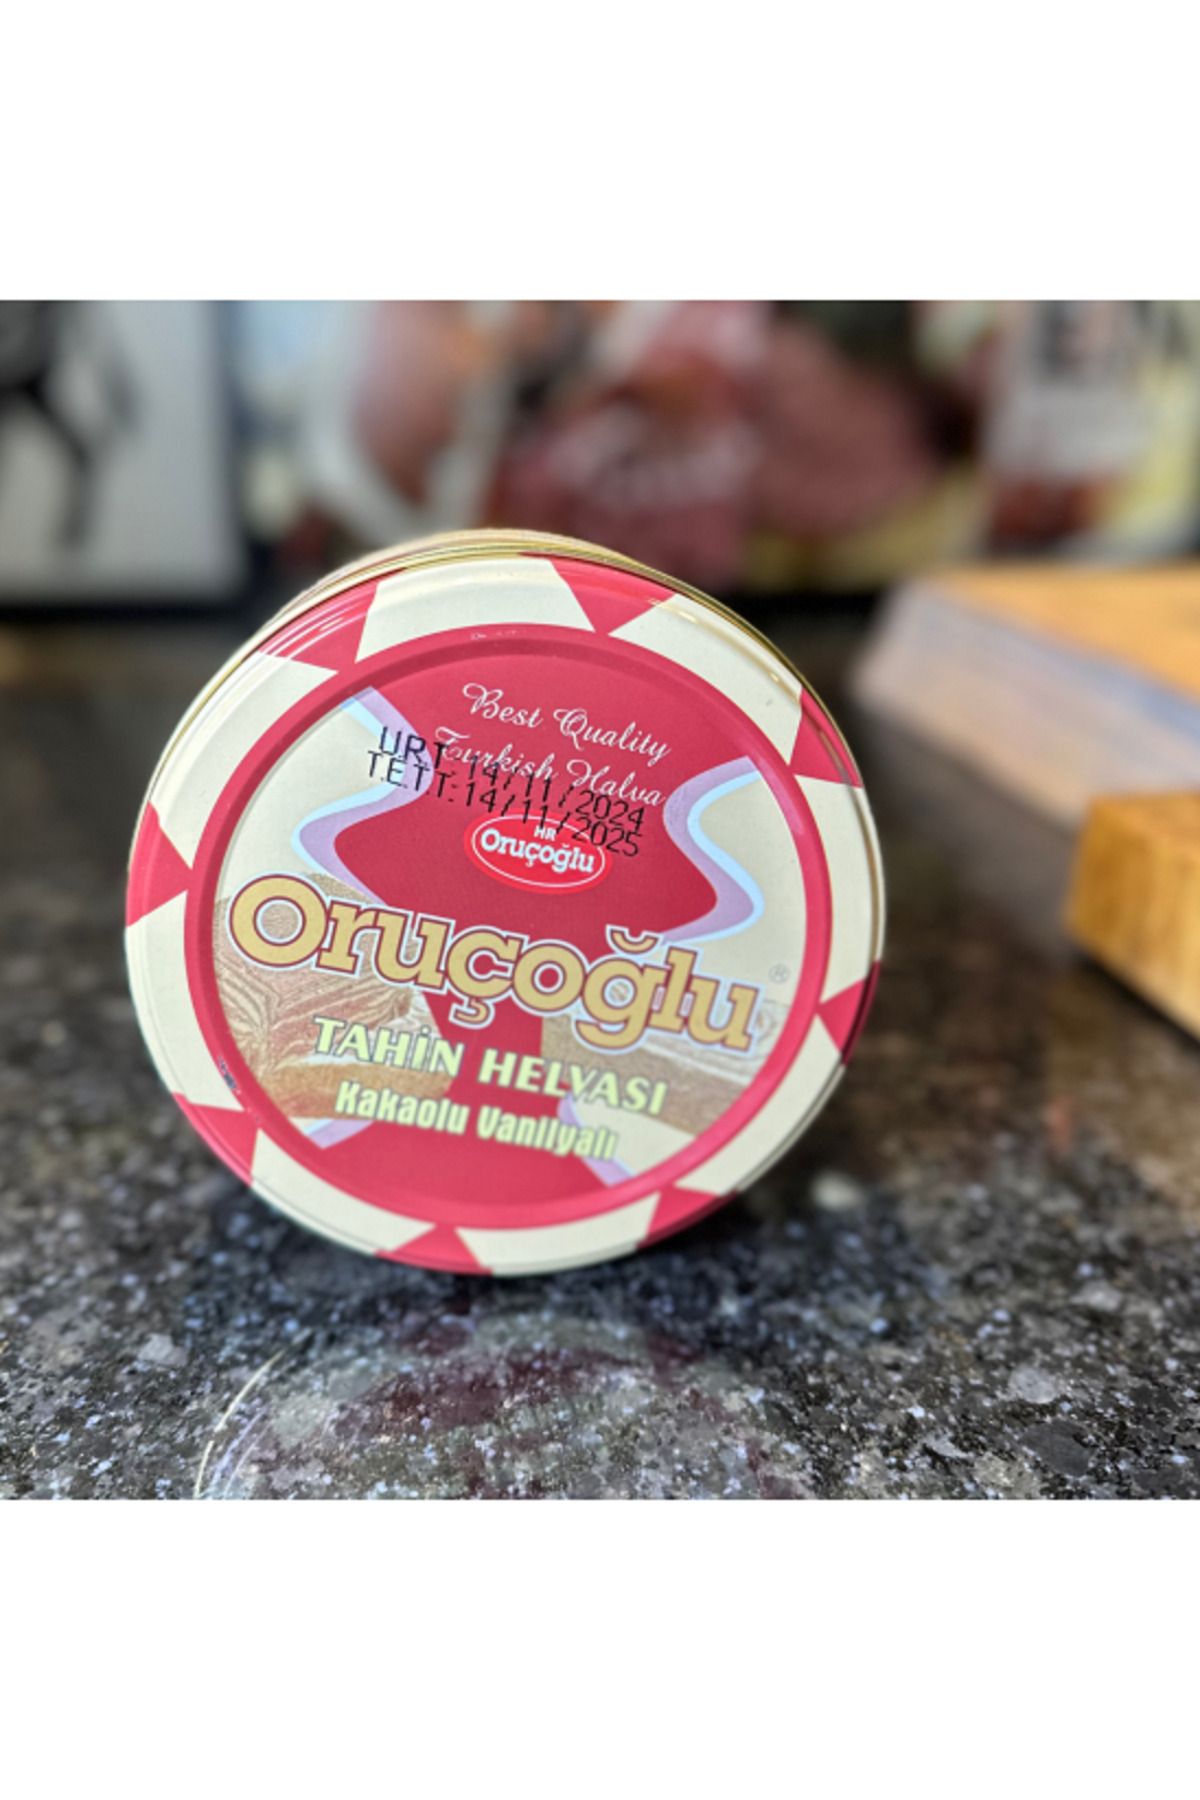 Best Quality
Turkish Halva
ÜRT:14/11/2024
T.E.T.T:14/11/2025
HR
Oruçoğlu
Oruçoğlu ®
TAHİN HELVASI
Kakaolu Vanilyalı